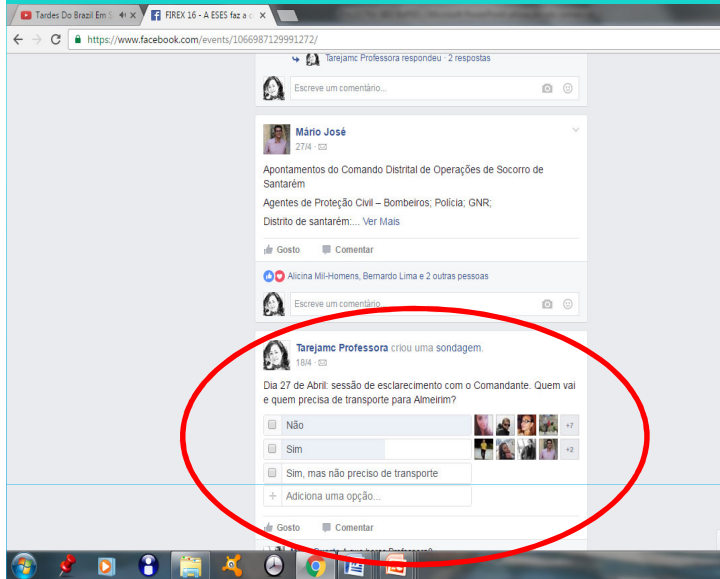 Tardes Do Brazil Em S
FIREX 16 - A ESES faz a c
https://www.facebook.com/events/1066987129991272/
Tarejamc Professora respondeu · 2 respostas
Escreve um comentário...
Mário José
27/4 ·
Apontamentos do Comando Distrital de Operações de Socorro de
Santarém
Agentes de Proteção Civil – Bombeiros; Polícia; GNR;
Distrito de santarém:... Ver Mais
Gosto Comentar
Alicina Mil-Homens, Bernardo Lima e 2 outras pessoas
Escreve um comentário...
Tarejamc Professora criou uma sondagem.
18/4 ·
Dia 27 de Abril: sessão de esclarecimento com o Comandante. Quem vai
e quem precisa de transporte para Almeirim?
Não
+7
Sim
+2
Sim, mas não preciso de transporte
+ Adiciona uma opção...
Gosto Comentar